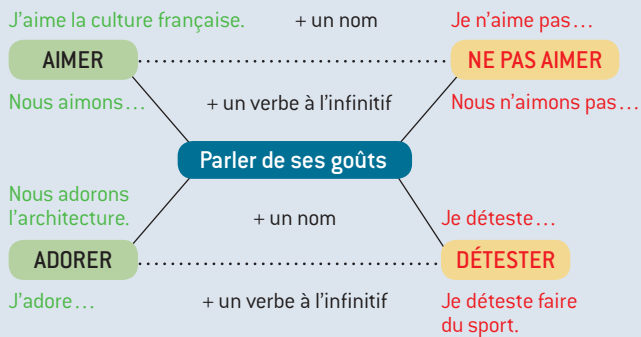 J'aime la culture française. + un nom Je n'aime pas…
AIMER NE PAS AIMER
Nous aimons… + un verbe à l'infinitif Nous n'aimons pas…
Parler de ses goûts
Nous adorons
l'architecture. + un nom Je déteste…
ADORER DÉTESTER
J'adore… + un verbe à l'infinitif Je déteste faire
du sport.